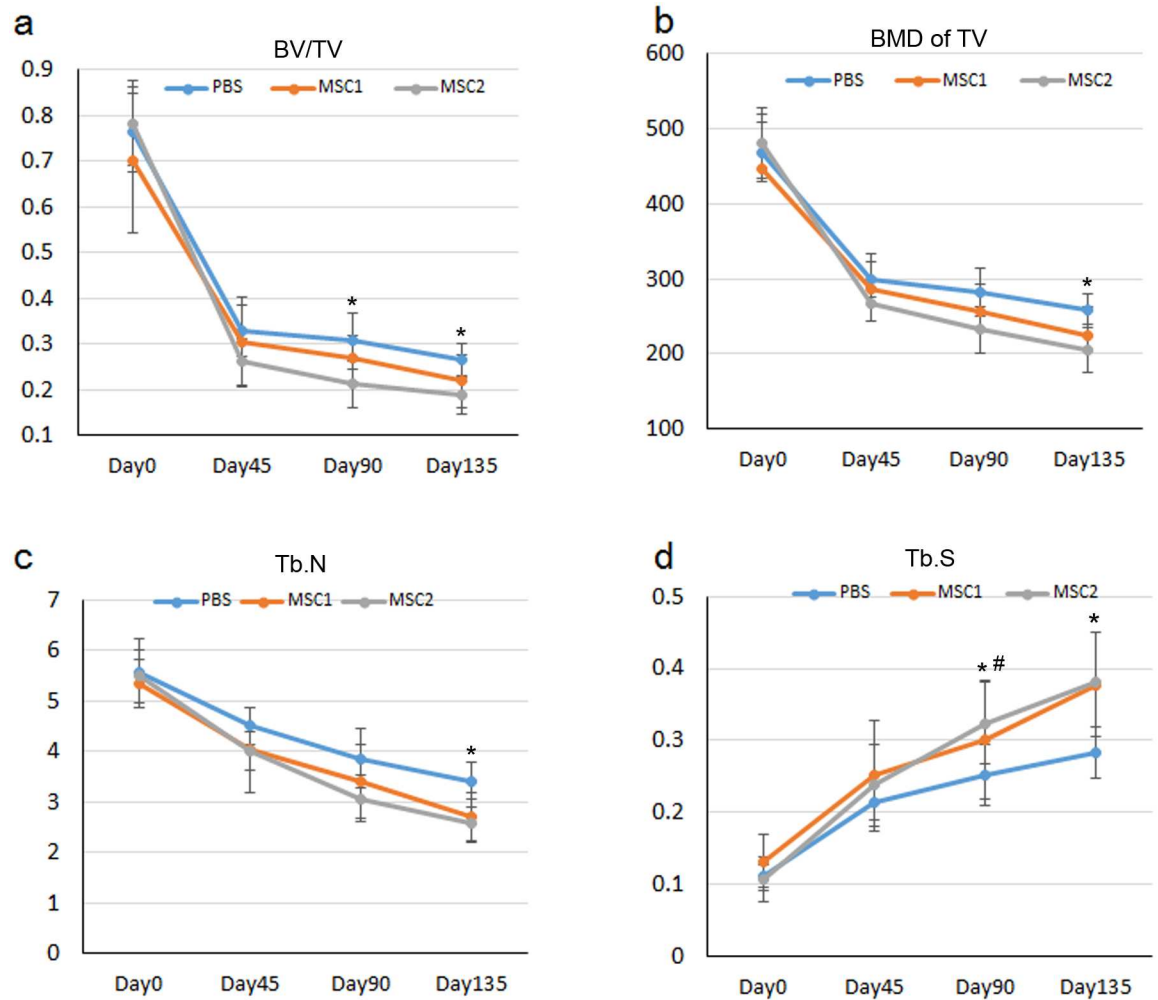 a
BV/TV
PBS MSC1 MSC2
0.9
0.8
0.7
0.6
0.5
0.4
0.3
0.2
0.1
*
*
Day0 Day45 Day90 Day135
b
BMD of TV
PBS MSC1 MSC2
600
500
400
300
200
100
*
Day0 Day45 Day90 Day135
c
Tb.N
PBS MSC1 MSC2
7
6
5
4
3
2
1
0
*
Day0 Day45 Day90 Day135
d
Tb.S
PBS MSC1 MSC2
0.5
0.4
0.3
0.2
0.1
0
* #
*
Day0 Day45 Day90 Day135